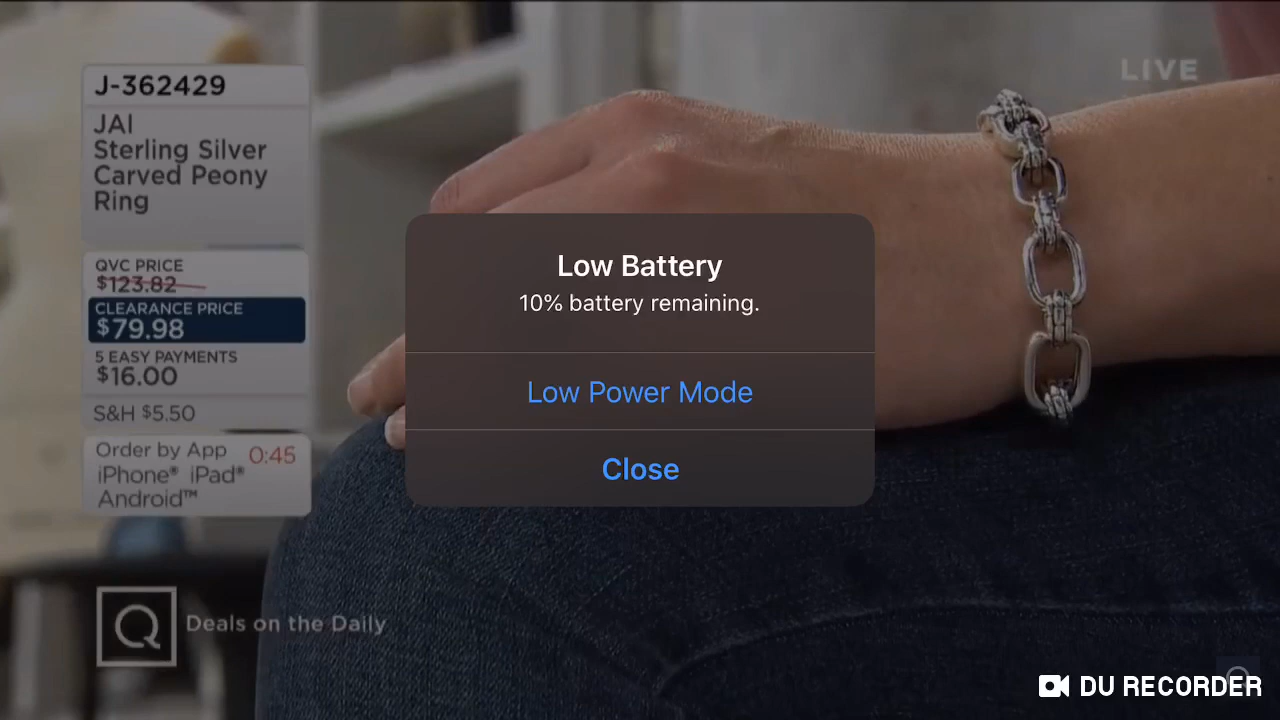 J-362429
JAI
Sterling Silver
Carved Peony
Ring
QVC PRICE
$123.82
CLEARANCE PRICE
$79.98
5 EASY PAYMENTS
$16.00
S&H $5.50
Order by App 0:45
iPhone® iPad®
Android™
Q Deals on the Daily
LIVE
Low Battery
10% battery remaining.
Low Power Mode
Close
DU RECORDER